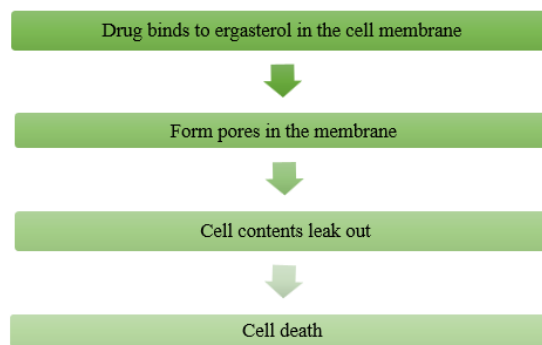 Drug binds to ergasterol in the cell membrane
Form pores in the membrane
Cell contents leak out
Cell death